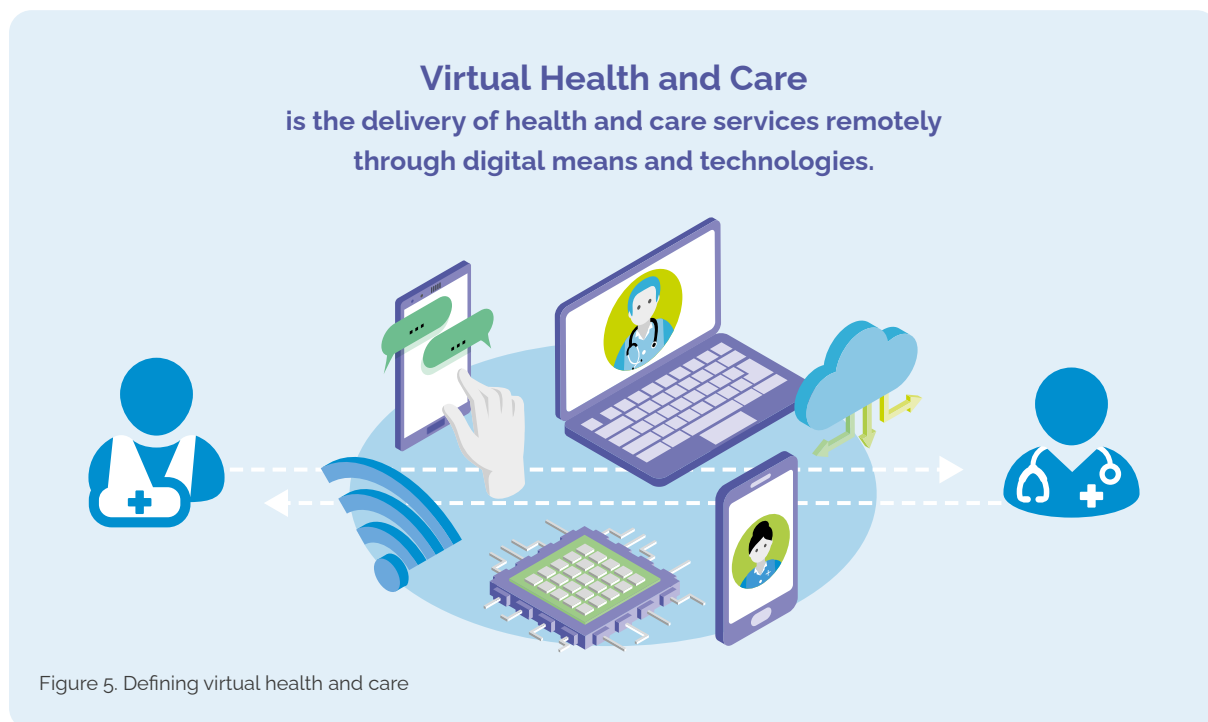 Virtual Health and Care
is the delivery of health and care services remotely
through digital means and technologies.
Figure 5. Defining virtual health and care